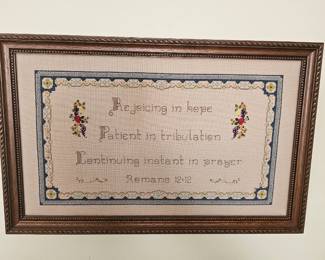 Rejoicing in hope
Patient in tribulation
Continuing instant in prayer
Romans 12:12